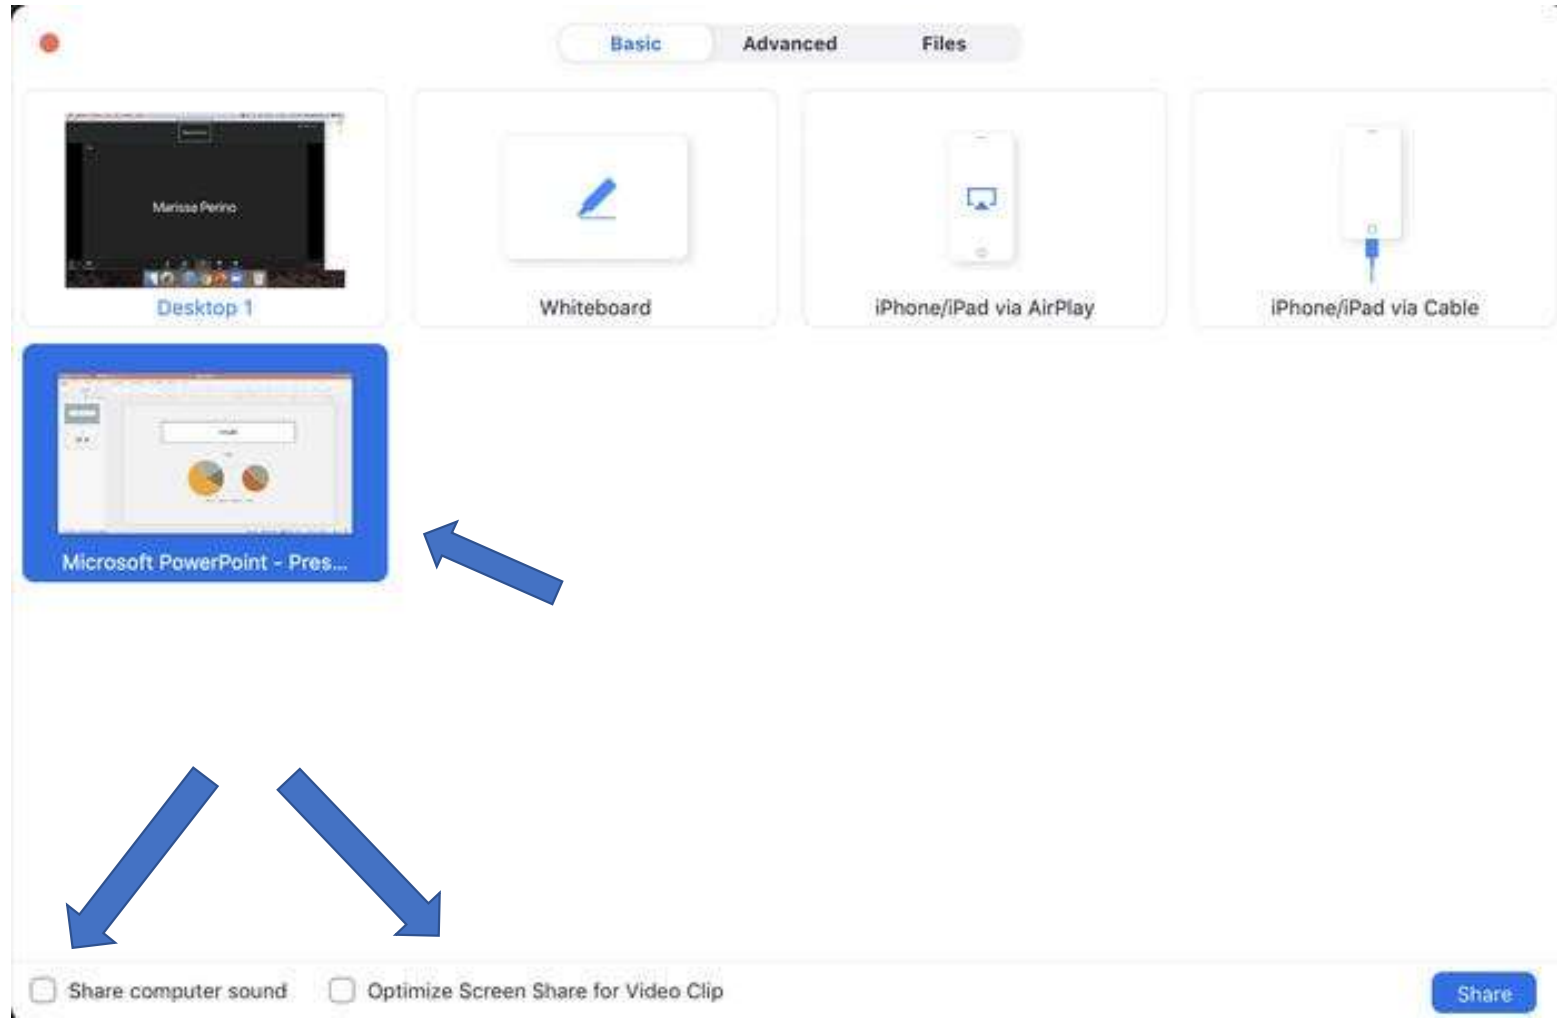 Basic Advanced Files
Marissa Perino
Desktop 1
Whiteboard
iPhone/iPad via AirPlay
iPhone/iPad via Cable
Microsoft PowerPoint - Pres...
Share computer sound
Optimize Screen Share for Video Clip
Share